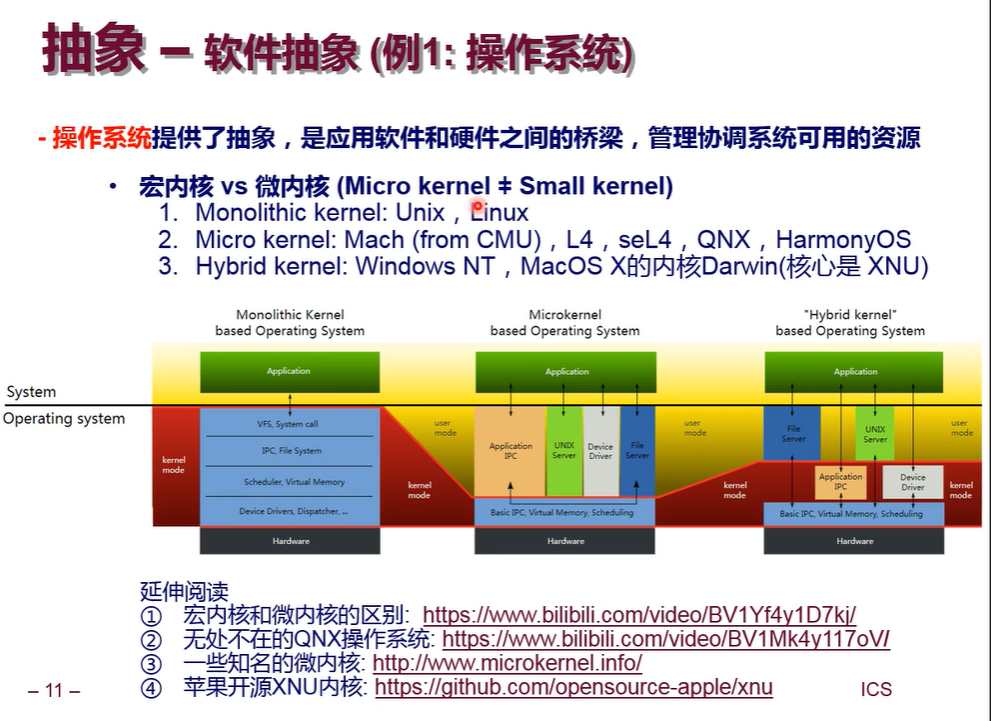 抽象 – 软件抽象 (例1: 操作系统)
- 操作系统提供了抽象，是应用软件和硬件之间的桥梁，管理协调系统可用的资源
• 宏内核 vs 微内核 (Micro kernel ≠ Small kernel)
1. Monolithic kernel: Unix，Linux
2. Micro kernel: Mach (from CMU)，L4，seL4，QNX，HarmonyOS
3. Hybrid kernel: Windows NT，MacOS X的内核Darwin(核心是 XNU)
Monolithic Kernel
based Operating System
Microkernel
based Operating System
"Hybrid kernel"
based Operating System
System
Operating system
Application
kernel
mode
VFS, System call
IPC, File System
Scheduler, Virtual Memory
Device Drivers, Dispatcher, ...
Hardware
user
mode
kernel
mode
Application
Application
IPC
UNIX
Server
Device
Driver
File
Server
Basic IPC, Virtual Memory, Scheduling
Hardware
user
mode
kernel
mode
Application
File
Server
UNIX
Server
Application
IPC
Device
Driver
Basic IPC, Virtual Memory, Scheduling
Hardware
user
mode
kernel
mode
延伸阅读
① 宏内核和微内核的区别: https://www.bilibili.com/video/BV1Yf4y1D7kj/
② 无处不在的QNX操作系统: https://www.bilibili.com/video/BV1Mk4y117oV/
③ 一些知名的微内核: http://www.microkernel.info/
④ 苹果开源XNU内核: https://github.com/opensource-apple/xnu
– 11 –
ICS